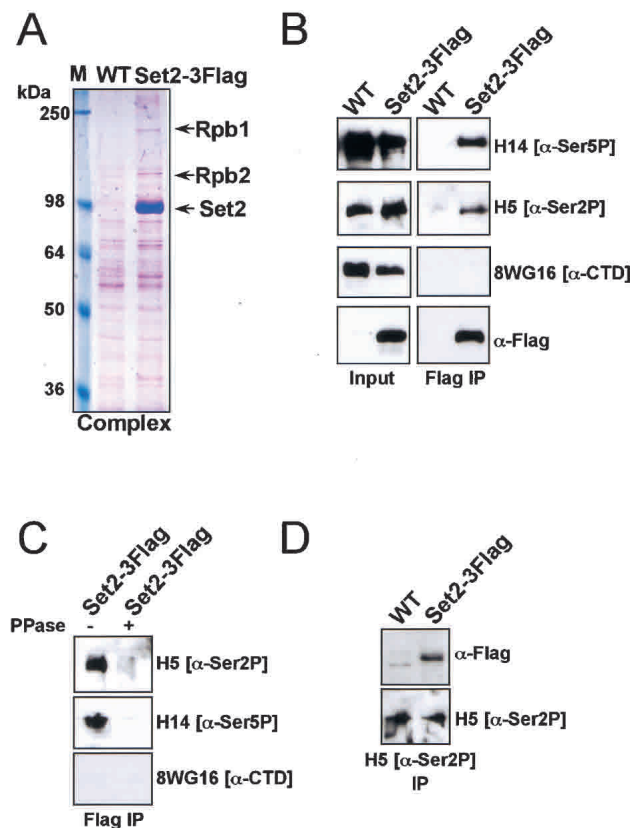 A
M WT Set2-3Flag
kDa
250
98
64
50
36
Rpb1
Rpb2
Set2
Complex
B
WT Set2-3Flag WT Set2-3Flag
H14 [α-Ser5P]
H5 [α-Ser2P]
8WG16 [α-CTD]
α-Flag
Input Flag IP
C
Set2-3Flag Set2-3Flag
PPase - +
H5 [α-Ser2P]
H14 [α-Ser5P]
8WG16 [α-CTD]
Flag IP
D
WT Set2-3Flag
α-Flag
H5 [α-Ser2P]
H5 [α-Ser2P]
IP